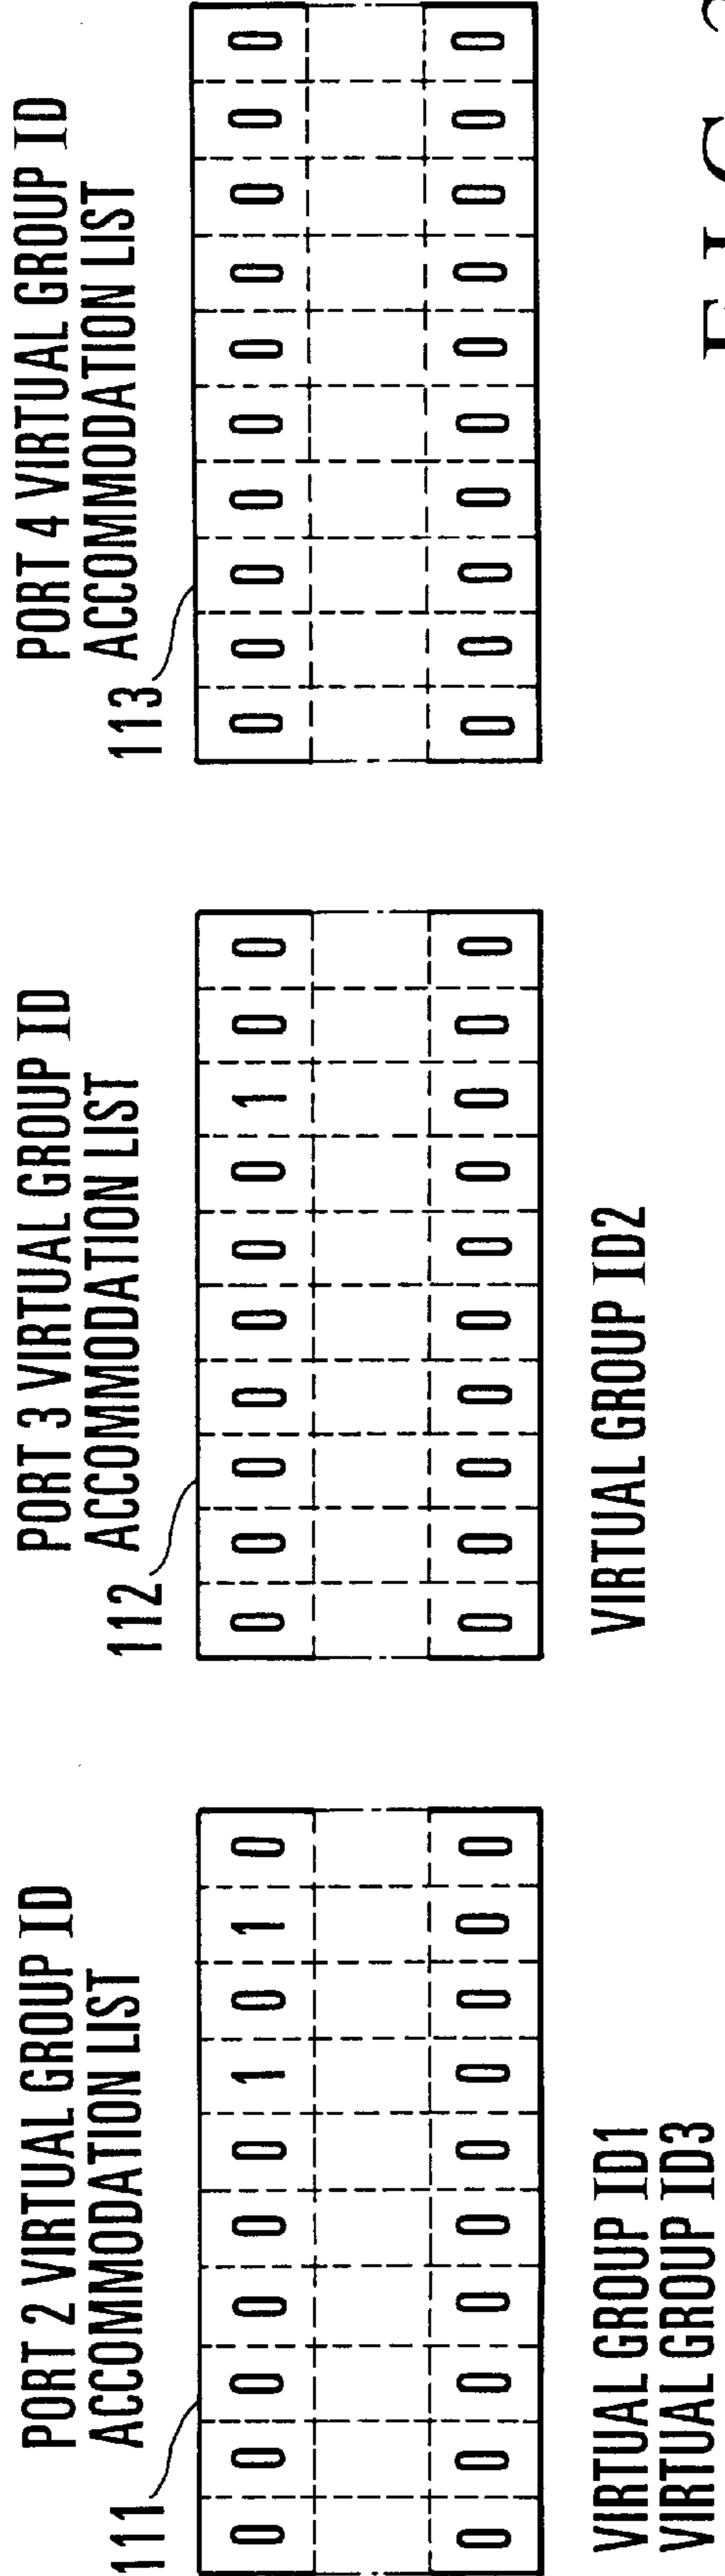 PORT 2 VIRTUAL GROUP ID
ACCOMMODATION LIST
111
0 0 0 0 0 0 1 0 1 0
0 0 0 0 0 0 0 0 0 0
VIRTUAL GROUP ID1
VIRTUAL GROUP ID3
PORT 3 VIRTUAL GROUP ID
ACCOMMODATION LIST
112
0 0 0 0 0 0 0 1 0 0
0 0 0 0 0 0 0 0 0 0
VIRTUAL GROUP ID2
PORT 4 VIRTUAL GROUP ID
ACCOMMODATION LIST
113
0 0 0 0 0 0 0 0 0 0
0 0 0 0 0 0 0 0 0 0